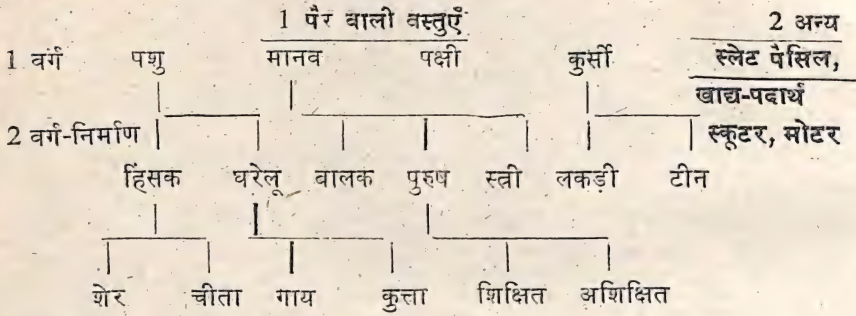 1 पैर वाली वस्तुएँ 2 अन्य
1 वर्ग पशु मानव पक्षी कुर्सी स्लेट पैंसिल,
खाद्य-पदार्थ
2 वर्ग-निर्माण स्कूटर, मोटर
हिंसक घरेलू बालक पुरुष स्त्री लकड़ी टीन
शेर चीता गाय कुत्ता शिक्षित अशिक्षित